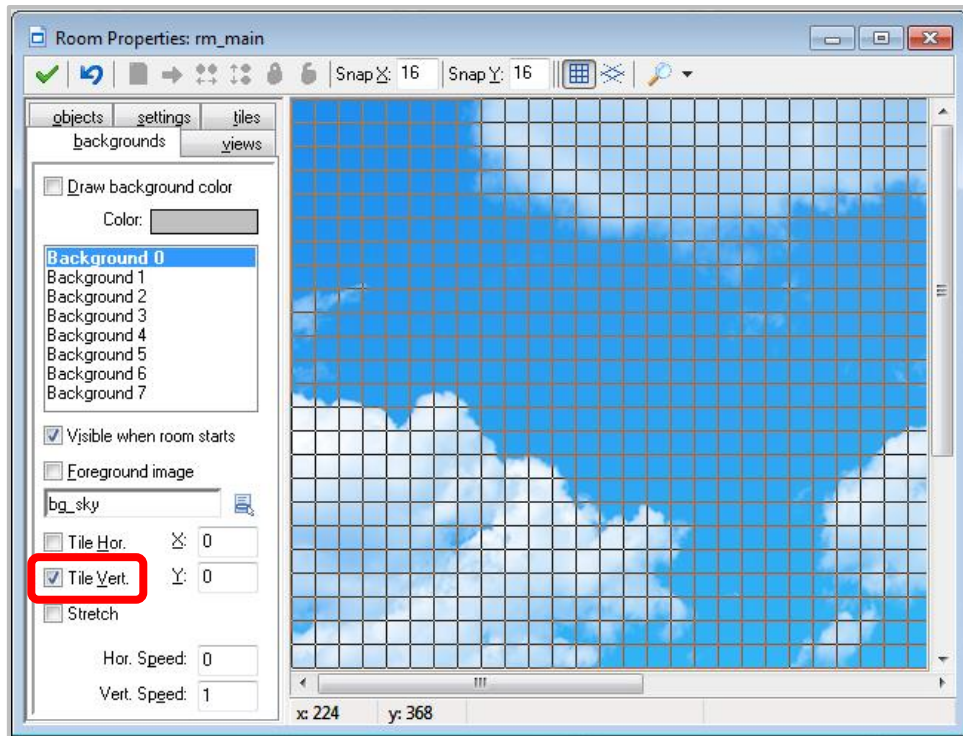 Room Properties: rm_main
Snap X: 16 Snap Y: 16
objects settings tiles
backgrounds views
Draw background color
Color:
Background 0
Background 1
Background 2
Background 3
Background 4
Background 5
Background 6
Background 7
Visible when room starts
Foreground image
bg_sky
Tile Hor. X: 0
Tile Vert. Y: 0
Stretch
Hor. Speed: 0
Vert. Speed: 1
x: 224 y: 368